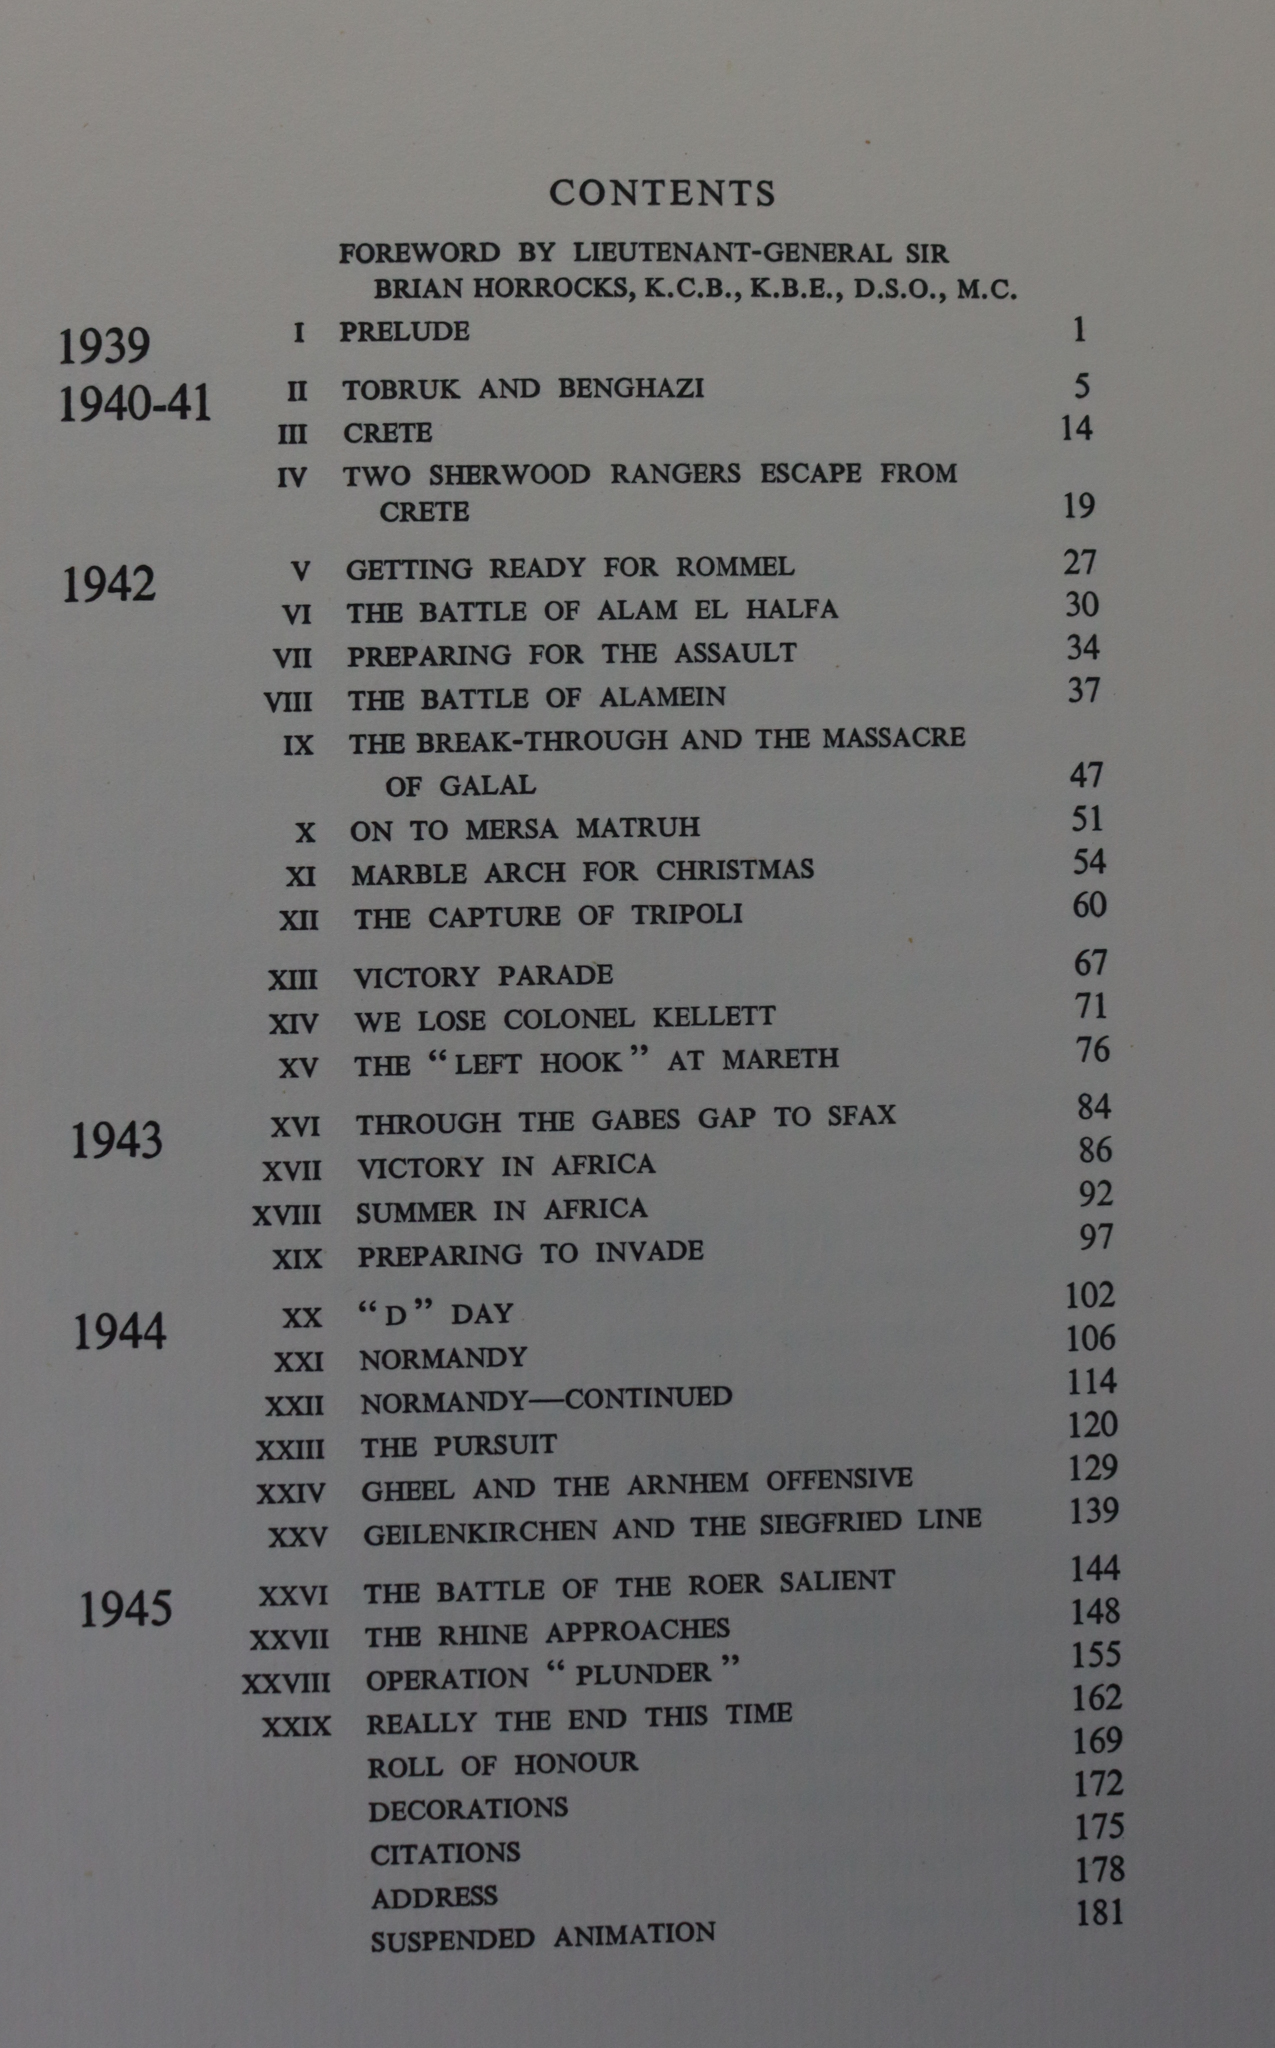 CONTENTS
FOREWORD BY LIEUTENANT-GENERAL SIR
BRIAN HORROCKS, K.C.B., K.B.E., D.S.O., M.C.
1939 I PRELUDE 1
1940-41 II TOBRUK AND BENGHAZI 5
III CRETE 14
IV TWO SHERWOOD RANGERS ESCAPE FROM
CRETE 19
1942 V GETTING READY FOR ROMMEL 27
VI THE BATTLE OF ALAM EL HALFA 30
VII PREPARING FOR THE ASSAULT 34
VIII THE BATTLE OF ALAMEIN 37
IX THE BREAK-THROUGH AND THE MASSACRE
OF GALAL 47
X ON TO MERSA MATRUH 51
XI MARBLE ARCH FOR CHRISTMAS 54
XII THE CAPTURE OF TRIPOLI 60
XIII VICTORY PARADE 67
XIV WE LOSE COLONEL KELLETT 71
XV THE “LEFT HOOK” AT MARETH 76
1943 XVI THROUGH THE GABES GAP TO SFAX 84
XVII VICTORY IN AFRICA 86
XVIII SUMMER IN AFRICA 92
XIX PREPARING TO INVADE 97
1944 XX “D” DAY 102
XXI NORMANDY 106
XXII NORMANDY—CONTINUED 114
XXIII THE PURSUIT 120
XXIV GHEEL AND THE ARNHEM OFFENSIVE 129
XXV GEILENKIRCHEN AND THE SIEGFRIED LINE 139
1945 XXVI THE BATTLE OF THE ROER SALIENT 144
XXVII THE RHINE APPROACHES 148
XXVIII OPERATION “PLUNDER” 155
XXIX REALLY THE END THIS TIME 162
ROLL OF HONOUR 169
DECORATIONS 172
CITATIONS 175
ADDRESS 178
SUSPENDED ANIMATION 181